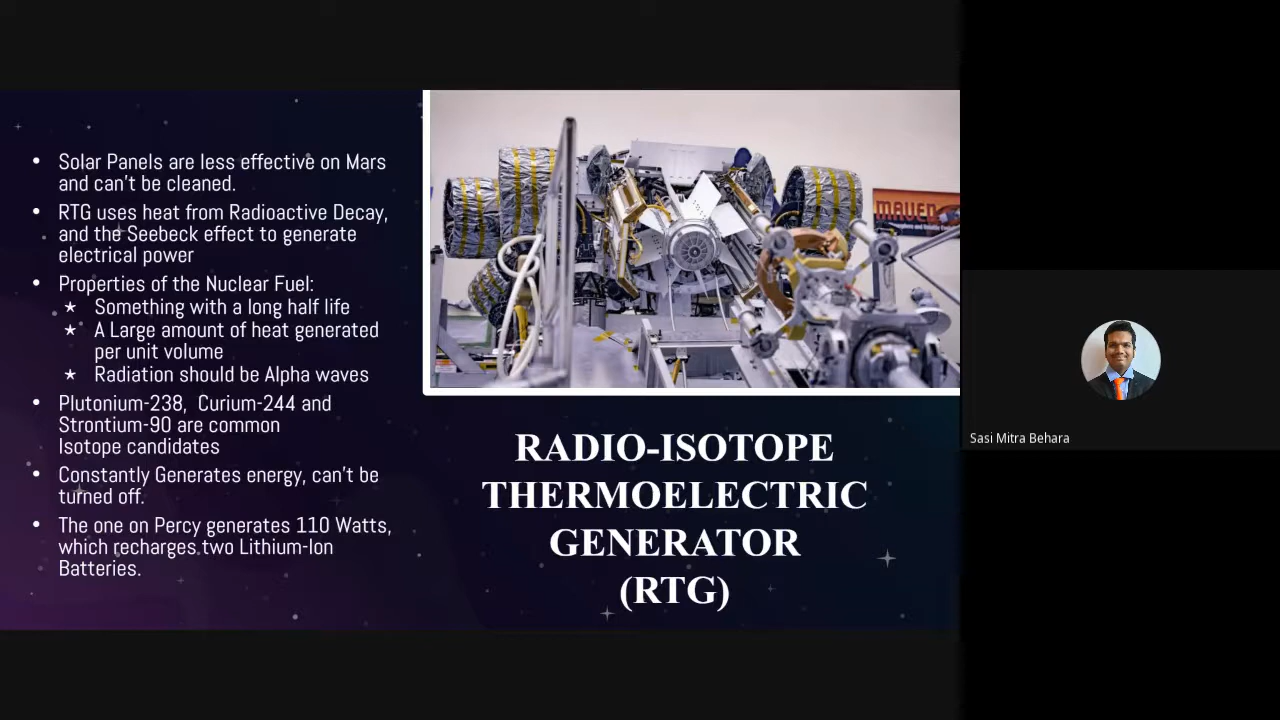 • Solar Panels are less effective on Mars
and can't be cleaned.
• RTG uses heat from Radioactive Decay,
and the Seebeck effect to generate
electrical power
• Properties of the Nuclear Fuel:
★ Something with a long half life
★ A Large amount of heat generated
per unit volume
★ Radiation should be Alpha waves
• Plutonium-238, Curium-244 and
Strontium-90 are common
Isotope candidates
• Constantly Generates energy, can't be
turned off.
• The one on Percy generates 110 Watts,
which recharges two Lithium-Ion
Batteries.
MAVEN
RADIO-ISOTOPE
THERMOELECTRIC
GENERATOR
(RTG)
Sasi Mitra Behara